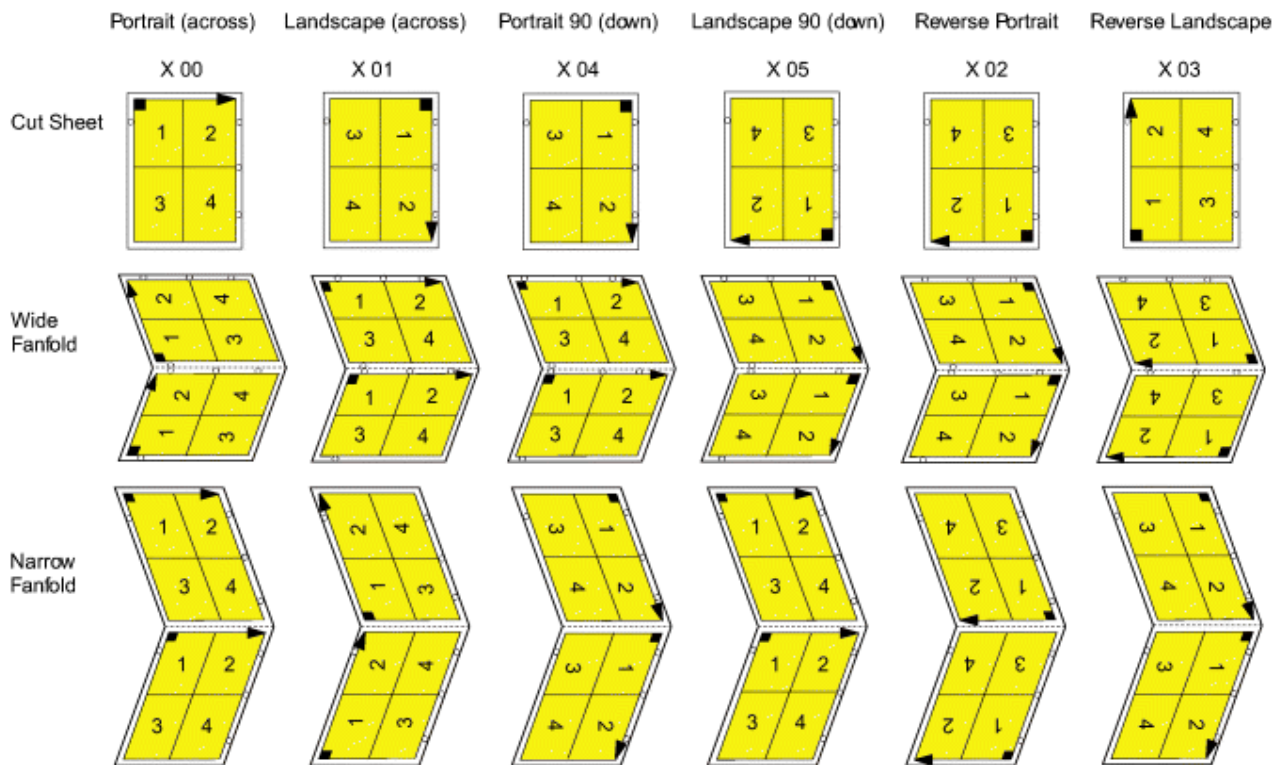 Portrait (across) Landscape (across) Portrait 90 (down) Landscape 90 (down) Reverse Portrait Reverse Landscape
X 00 X 01 X 04 X 05 X 02 X 03
Cut Sheet
1 2 3 1 3 1 4 3 4 3 2 4
3 4 4 2 4 2 2 1 2 1 1 3
Wide
Fanfold
2 4 1 2 1 2 3 1 3 1 4 3
1 3 3 4 3 4 4 2 4 2 2 1
2 4 1 2 1 2 3 1 3 1 4 3
1 3 3 4 3 4 4 2 4 2 2 1
Narrow
Fanfold
1 2 2 4 3 1 1 2 4 3 3 1
3 4 1 3 4 2 3 4 2 1 4 2
1 2 2 4 3 1 1 2 4 3 3 1
3 4 1 3 4 2 3 4 2 1 4 2